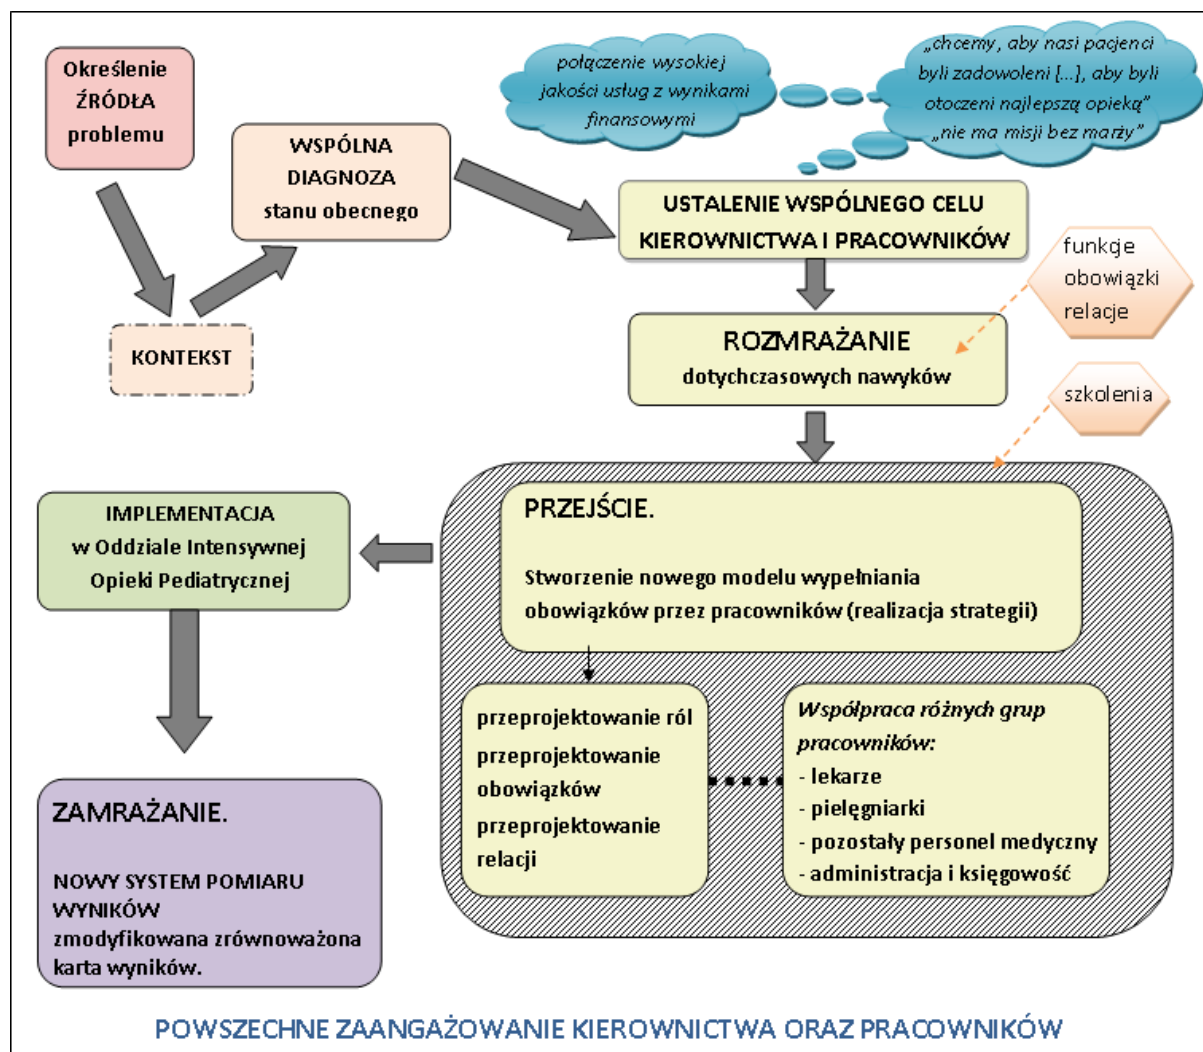 Określenie
ŹRÓDŁA
problemu
WSPÓLNA
DIAGNOZA
stanu obecnego
KONTEKST
połączenie wysokiej
jakości usług z wynikami
finansowymi
„chcemy, aby nasi pacjenci
byli zadowoleni [...], aby byli
otoczeni najlepszą opieką”
„nie ma misji bez marży”
USTALENIE WSPÓLNEGO CELU
KIEROWNICTWA I PRACOWNIKÓW
funkcje
obowiązki
relacje
ROZMRAŻANIE
dotychczasowych nawyków
szkolenia
PRZEJŚCIE.
Stworzenie nowego modelu wypełniania
obowiązków przez pracowników (realizacja strategii)
przeprojektowanie ról
przeprojektowanie
obowiązków
przeprojektowanie
relacji
Współpraca różnych grup
pracowników:
- lekarze
- pielęgniarki
- pozostały personel medyczny
- administracja i księgowość
IMPLEMENTACJA
w Oddziale Intensywnej
Opieki Pediatrycznej
ZAMRAŻANIE.
NOWY SYSTEM POMIARU
WYNIKÓW
zmodyfikowana zrównoważona
karta wyników.
POWSZECHNE ZAANGAŻOWANIE KIEROWNICTWA ORAZ PRACOWNIKÓW